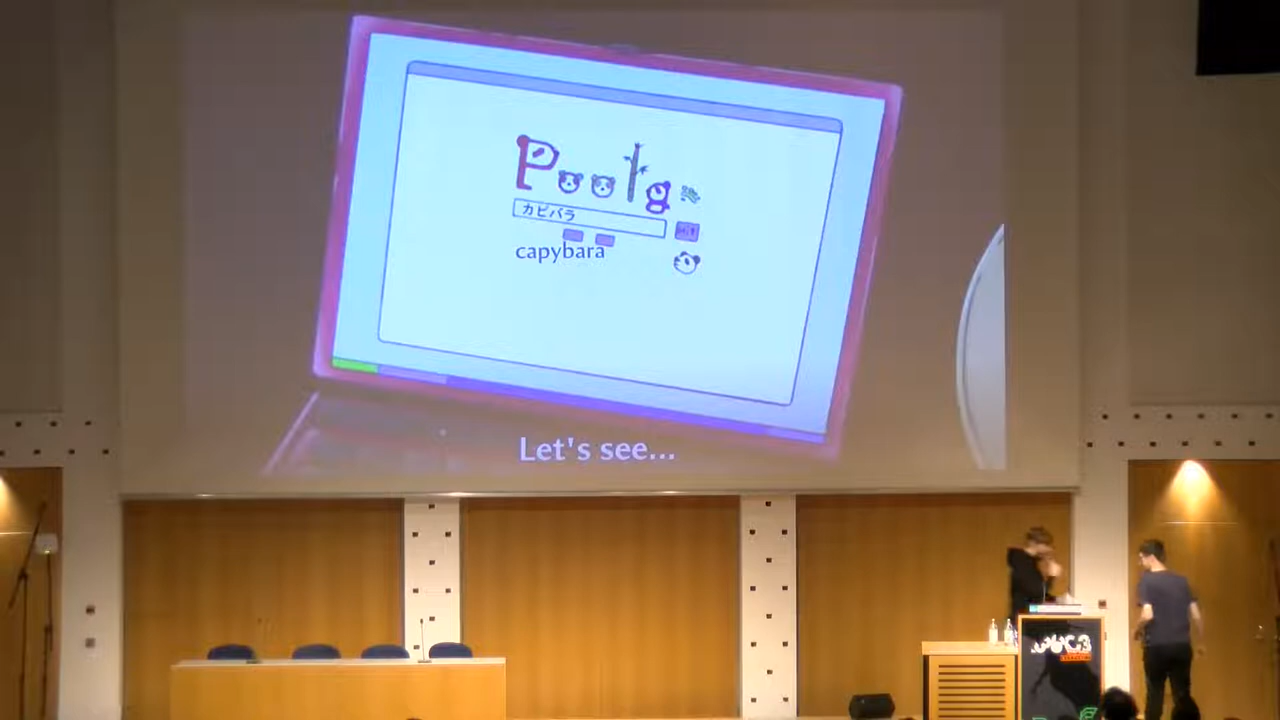 Poolg
カピバラ
capybara
Let's see...